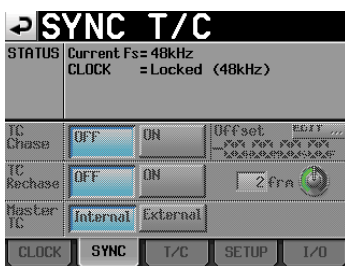 SYNC T/C
STATUS Current Fs= 48kHz
CLOCK =Locked (48kHz)
TC Chase OFF ON Offset EDIT ...
TC Rechase OFF ON 2 frm
Master TC Internal External
CLOCK SYNC T/C SETUP I/O